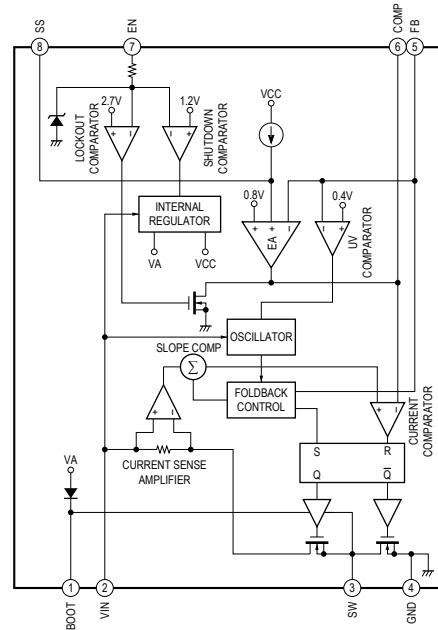 SS
8
EN
7
COMP
6
FB
5
2.7V
1.2V
VCC
LOCKOUT
COMPARATOR
SHUTDOWN
COMPARATOR
+
–
–
+
INTERNAL
REGULATOR
0.8V
0.4V
+
+
–
–
+
EA
UV
COMPARATOR
VA
VCC
OSCILLATOR
SLOPE COMP
Σ
FOLDBACK
CONTROL
+
–
+
–
CURRENT
COMPARATOR
CURRENT SENSE
AMPLIFIER
S
R
Q
Q̅
VA
1
BOOT
2
VIN
3
SW
4
GND